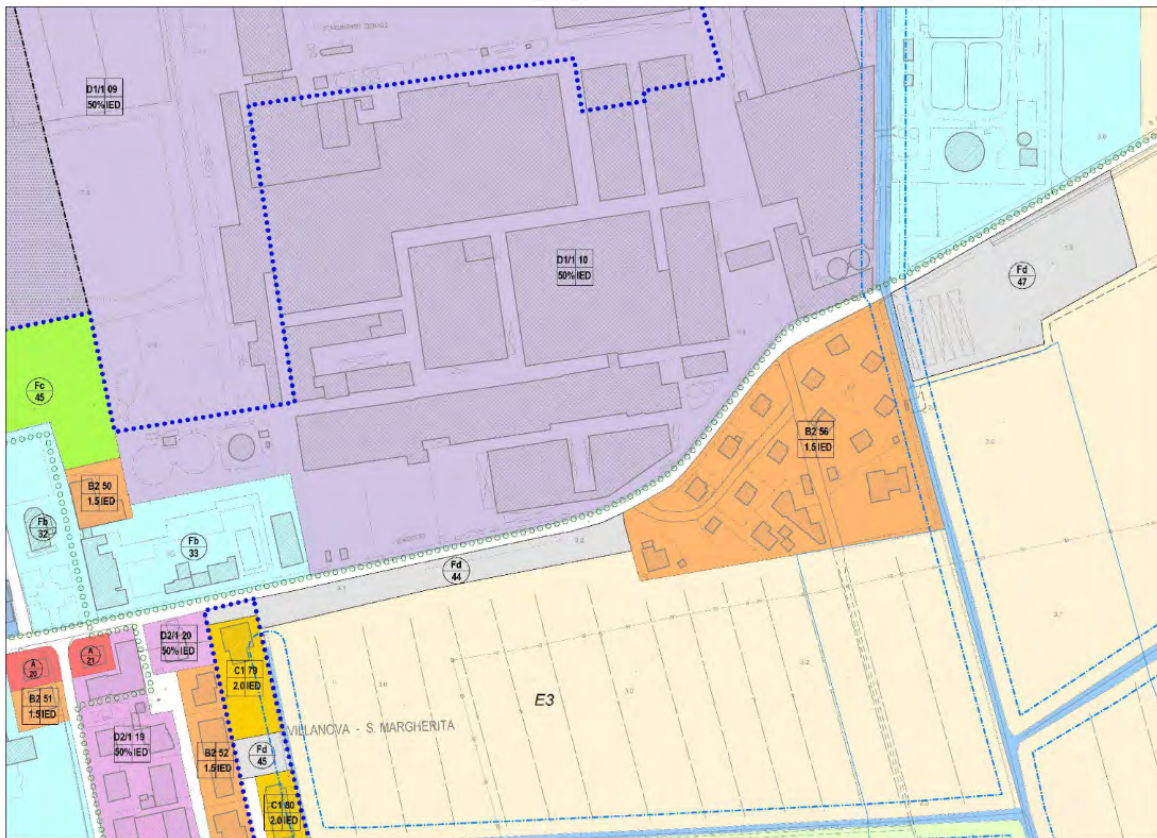 D1/1 09
50% IED
D1/1 10
50% IED
Fd
47
Fc
45
B2 56
1.5 IED
B2 50
1.5 IED
Fb
32
Fb
33
Fd
44
D2/1 20
50% IED
A
20
A
21
C1 79
2.0 IED
B2 51
1.5 IED
E3
VILLANOVA - S. MARGHERITA
D2/1 19
50% IED
B2 52
1.5 IED
Fd
45
C1 80
2.0 IED